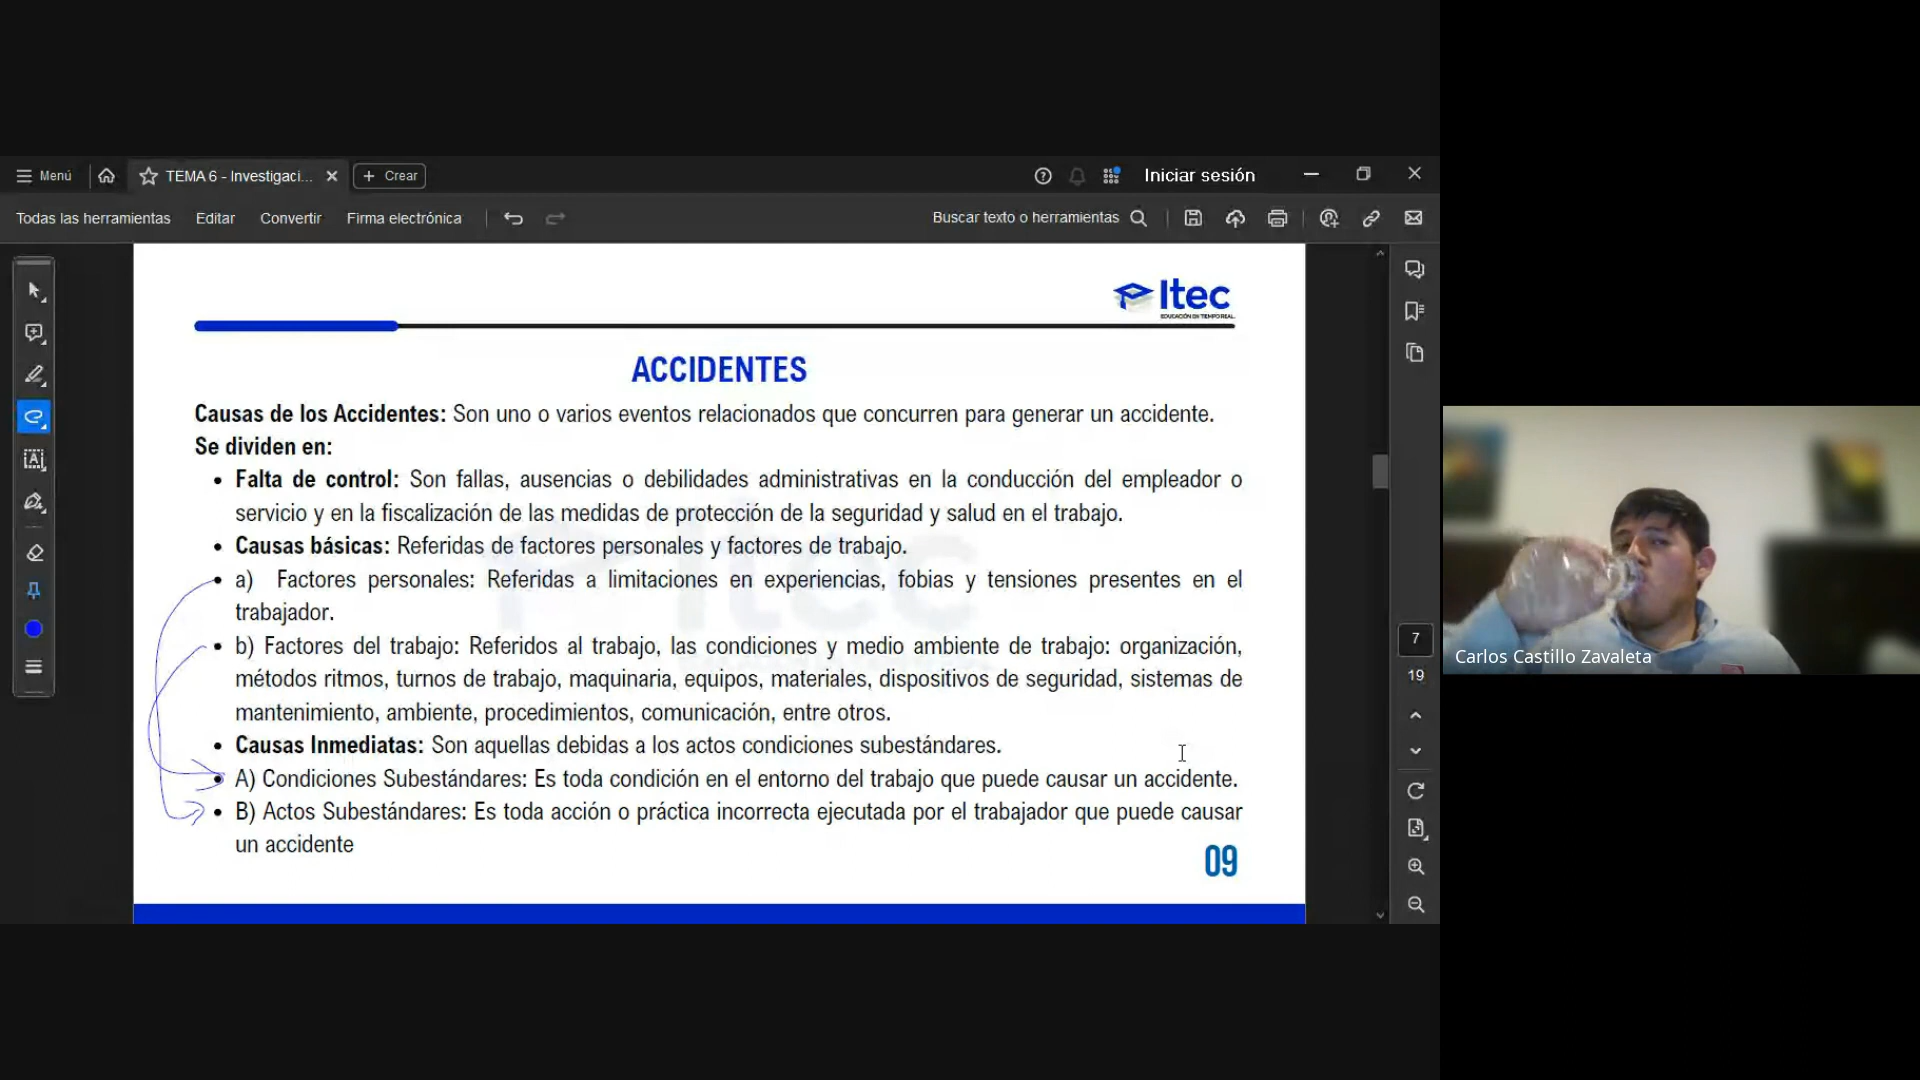 Menú
TEMA 6 - Investigaci...
Crear
Iniciar sesión
Todas las herramientas
Editar
Convertir
Firma electrónica
Buscar texto o herramientas
Itec
EDUCACIÓN EN TIEMPO REAL
ACCIDENTES
Causas de los Accidentes: Son uno o varios eventos relacionados que concurren para generar un accidente.
Se dividen en:
• Falta de control: Son fallas, ausencias o debilidades administrativas en la conducción del empleador o
servicio y en la fiscalización de las medidas de protección de la seguridad y salud en el trabajo.
• Causas básicas: Referidas de factores personales y factores de trabajo.
• a) Factores personales: Referidas a limitaciones en experiencias, fobias y tensiones presentes en el
trabajador.
• b) Factores del trabajo: Referidos al trabajo, las condiciones y medio ambiente de trabajo: organización,
métodos ritmos, turnos de trabajo, maquinaria, equipos, materiales, dispositivos de seguridad, sistemas de
mantenimiento, ambiente, procedimientos, comunicación, entre otros.
• Causas Inmediatas: Son aquellas debidas a los actos condiciones subestándares.
• A) Condiciones Subestándares: Es toda condición en el entorno del trabajo que puede causar un accidente.
• B) Actos Subestándares: Es toda acción o práctica incorrecta ejecutada por el trabajador que puede causar
un accidente
09
7
19
Carlos Castillo Zavaleta